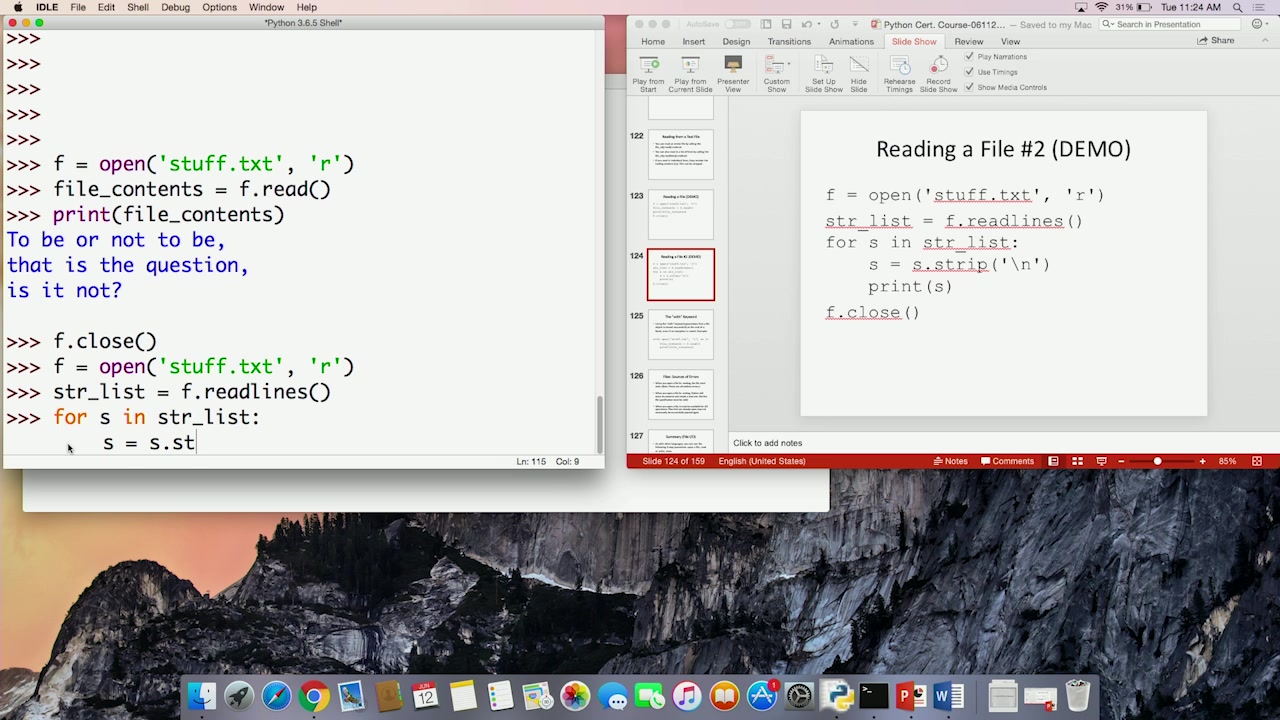 IDLE File Edit Shell Debug Options Window Help
31% Tue 11:24 AM
*Python 3.6.5 Shell*
>>>
>>>
>>>
>>>
>>>
>>> f = open('stuff.txt', 'r')
>>> file_contents = f.read()
>>> print(file_contents)
To be or not to be,
that is the question,
is it not?
>>> f.close()
>>> f = open('stuff.txt', 'r')
>>> str_list = f.readlines()
>>> for s in str_list:
s = s.st
Ln: 115 Col: 9
AutoSave
Python Cert. Course-06112... — Saved to my Mac
Search in Presentation
Home Insert Design Transitions Animations Slide Show Review View
Share
Play from Start
Play from Current Slide
Presenter View
Custom Show
Set Up Slide Show
Hide Slide
Rehearse Timings
Record Slide Show
Play Narrations
Use Timings
Show Media Controls
122
Reading from a Text File
123
Reading a File (DEMO)
124
Reading a File #2 (DEMO)
125
The "with" Keyword
126
Files: Sources of Errors
127
Reading a File #2 (DEMO)
f = open('stuff.txt', 'r')
str_list = f.readlines()
for s in str_list:
s = s.strip('\n')
print(s)
f.close()
Click to add notes
Slide 124 of 159 English (United States)
Notes Comments
85%
JUN
12
1